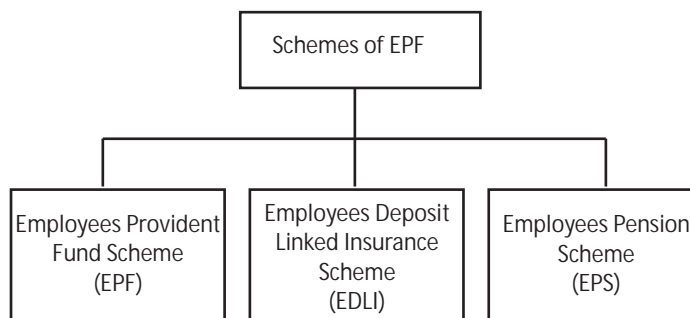 Schemes of EPF
Employees Provident
Fund Scheme
(EPF)
Employees Deposit
Linked Insurance
Scheme
(EDLI)
Employees Pension
Scheme
(EPS)